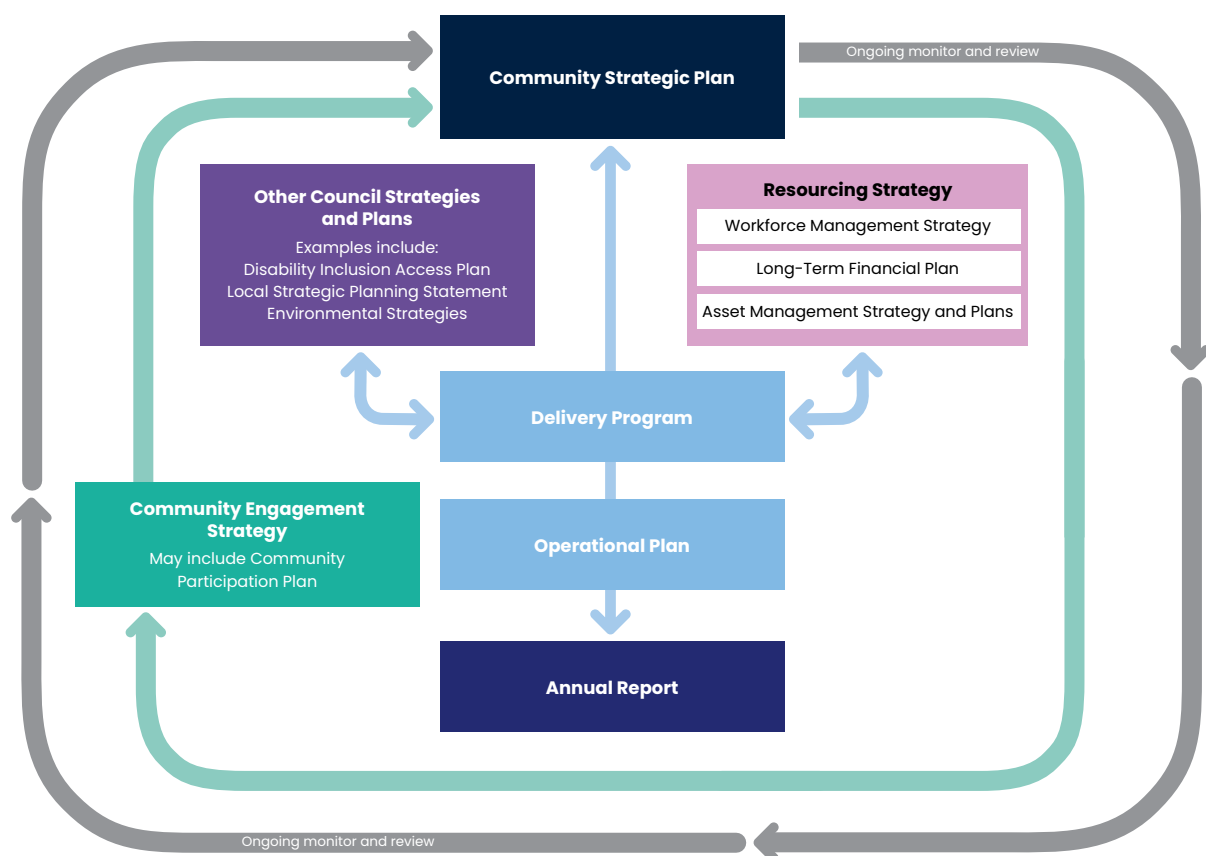 Ongoing monitor and review
Community Strategic Plan
Other Council Strategies
and Plans
Examples include:
Disability Inclusion Access Plan
Local Strategic Planning Statement
Environmental Strategies
Resourcing Strategy
Workforce Management Strategy
Long-Term Financial Plan
Asset Management Strategy and Plans
Delivery Program
Community Engagement
Strategy
May include Community
Participation Plan
Operational Plan
Annual Report
Ongoing monitor and review